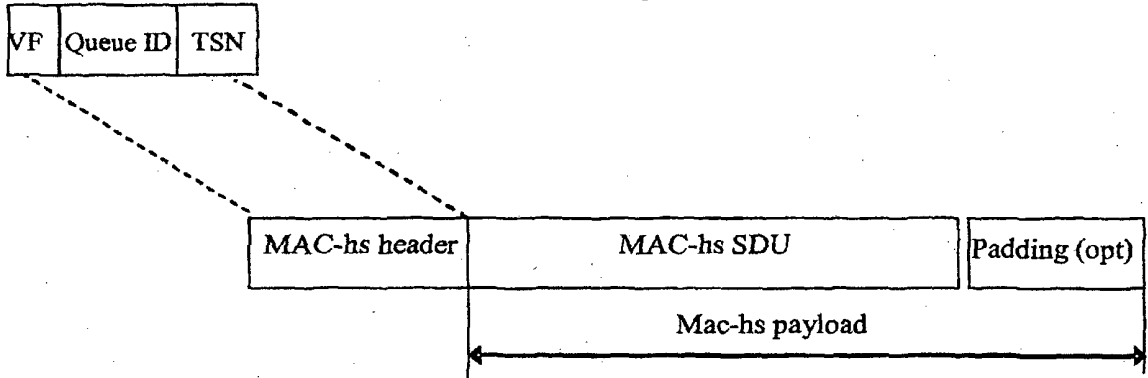 VF Queue ID TSN
MAC-hs header MAC-hs SDU Padding (opt)
Mac-hs payload